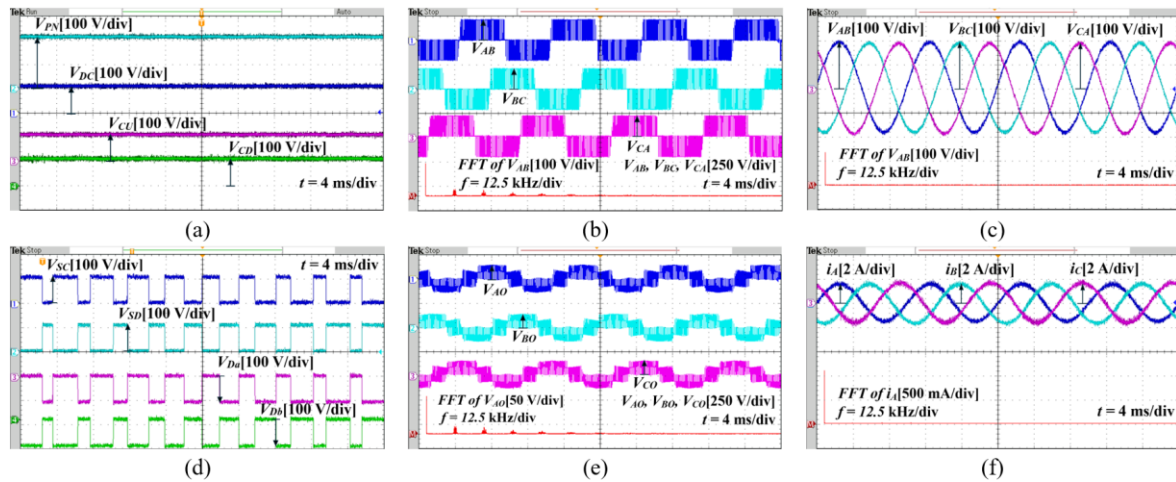 Tek Run Auto
V_PN[100 V/div]
V_DC[100 V/div]
V_CU[100 V/div]
V_CD[100 V/div]
t = 4 ms/div
(a)
Tek Stop
V_AB
V_BC
V_CA
FFT of V_AB[100 V/div] V_AB, V_BC, V_CA[250 V/div]
f = 12.5 kHz/div t = 4 ms/div
(b)
Tek Stop
V_AB[100 V/div] V_BC[100 V/div] V_CA[100 V/div]
FFT of V_AB[100 V/div]
f = 12.5 kHz/div t = 4 ms/div
(c)
Tek Stop
V_SC[100 V/div] t = 4 ms/div
V_SD[100 V/div]
V_Da[100 V/div]
V_Db[100 V/div]
(d)
Tek Stop
V_AO
V_BO
V_CO
FFT of V_AO[50 V/div] V_AO, V_BO, V_CO[250 V/div]
f = 12.5 kHz/div t = 4 ms/div
(e)
Tek Stop
i_A[2 A/div] i_B[2 A/div] i_C[2 A/div]
FFT of i_A[500 mA/div]
f = 12.5 kHz/div t = 4 ms/div
(f)